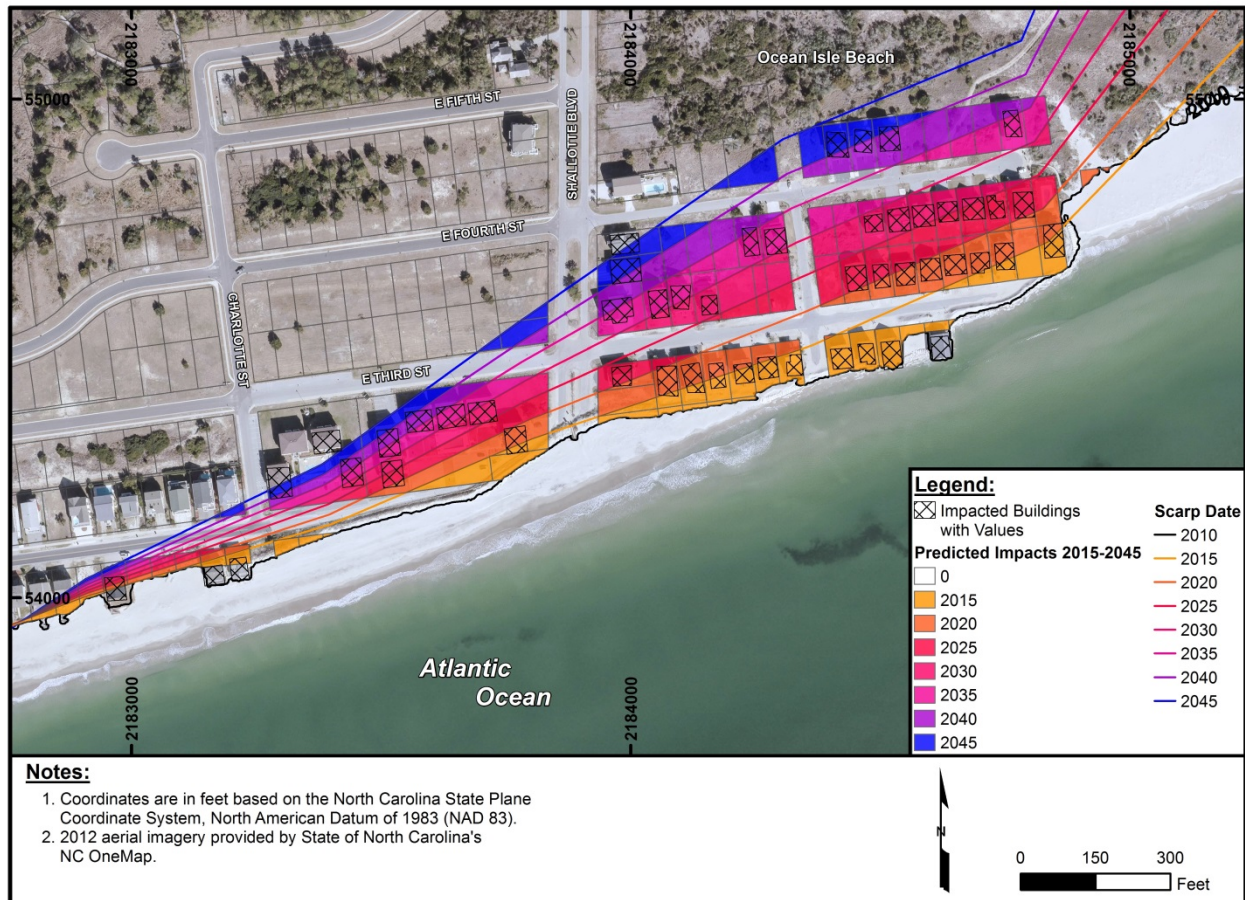 2183000
2184000
2185000
Ocean Isle Beach
55000
E FIFTH ST
SHALLOTTE BLVD
2010
E FOURTH ST
CHARLOTTE ST
E THIRD ST
54000
Atlantic
Ocean
2183000
2184000
Legend:
Impacted Buildings
with Values
Predicted Impacts 2015-2045
0
2015
2020
2025
2030
2035
2040
2045
Scarp Date
2010
2015
2020
2025
2030
2035
2040
2045
Notes:
1. Coordinates are in feet based on the North Carolina State Plane
Coordinate System, North American Datum of 1983 (NAD 83).
2. 2012 aerial imagery provided by State of North Carolina's
NC OneMap.
N
0 150 300
Feet